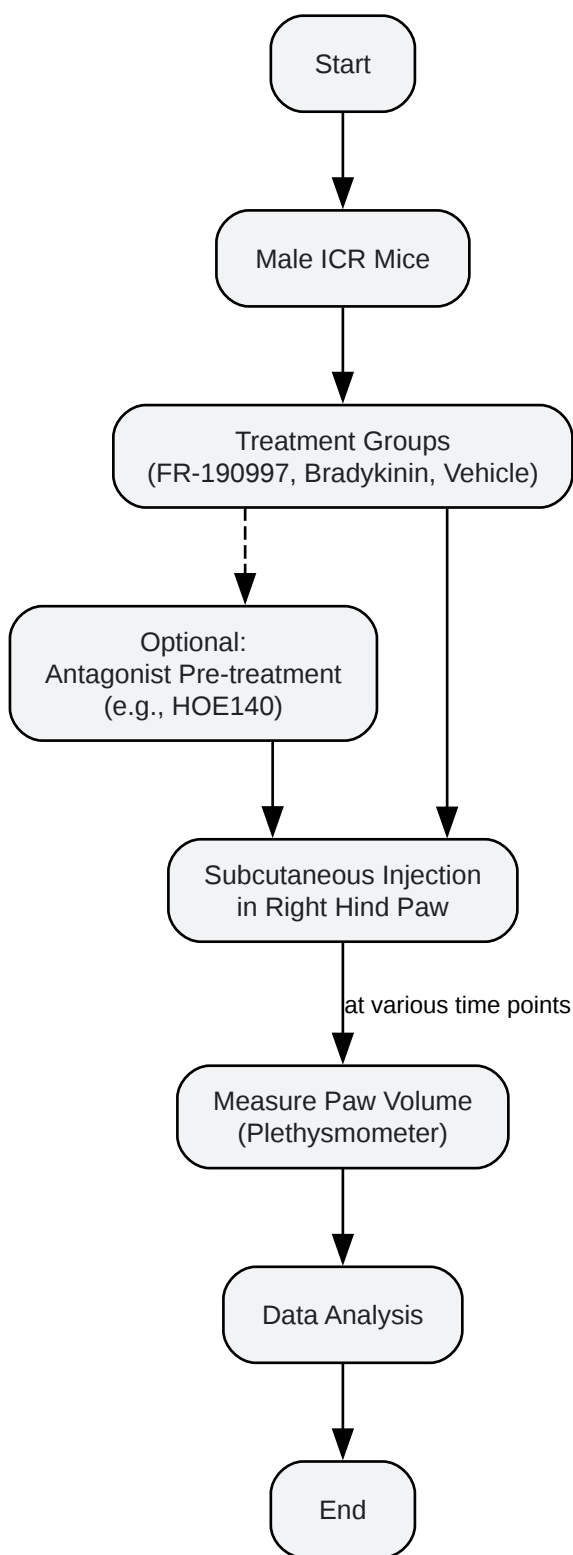 Start
Male ICR Mice
Treatment Groups
(FR-190997, Bradykinin, Vehicle)
Optional:
Antagonist Pre-treatment
(e.g., HOE140)
Subcutaneous Injection
in Right Hind Paw
at various time points
Measure Paw Volume
(Plethysmometer)
Data Analysis
End